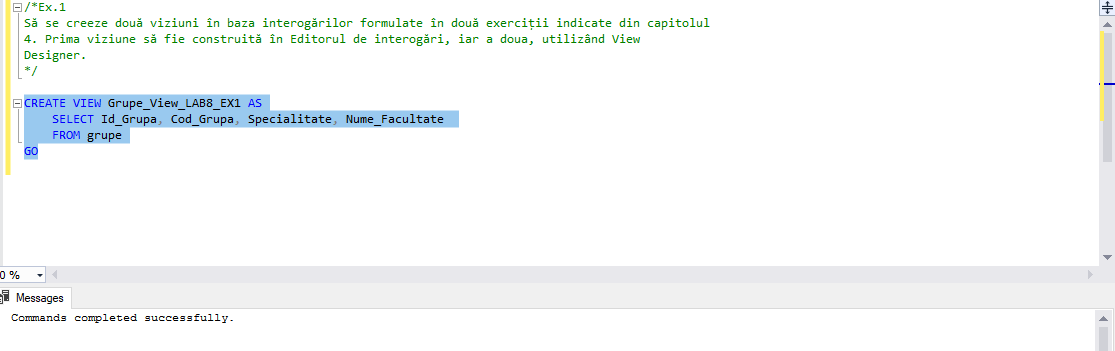 /*Ex.1
Să se creeze două viziuni în baza interogărilor formulate în două exerciții indicate din capitolul
4. Prima viziune să fie construită în Editorul de interogări, iar a doua, utilizând View
Designer.
*/
CREATE VIEW Grupe_View_LAB8_EX1 AS
SELECT Id_Grupa, Cod_Grupa, Specialitate, Nume_Facultate
FROM grupe
GO
0 %
Messages
Commands completed successfully.